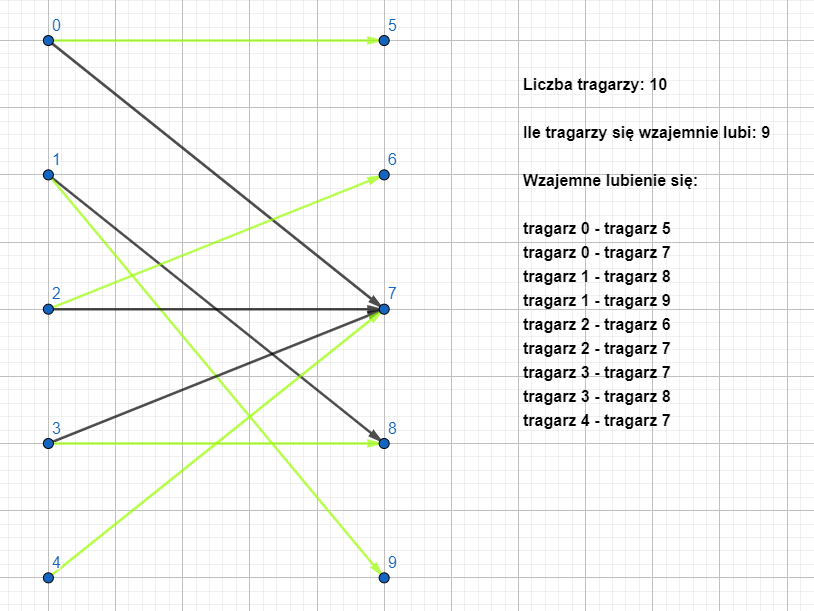 0
5
1
6
2
7
3
8
4
9
Liczba tragarzy: 10
Ile tragarzy się wzajemnie lubi: 9
Wzajemne lubienie się:
tragarz 0 - tragarz 5
tragarz 0 - tragarz 7
tragarz 1 - tragarz 8
tragarz 1 - tragarz 9
tragarz 2 - tragarz 6
tragarz 2 - tragarz 7
tragarz 3 - tragarz 7
tragarz 3 - tragarz 8
tragarz 4 - tragarz 7